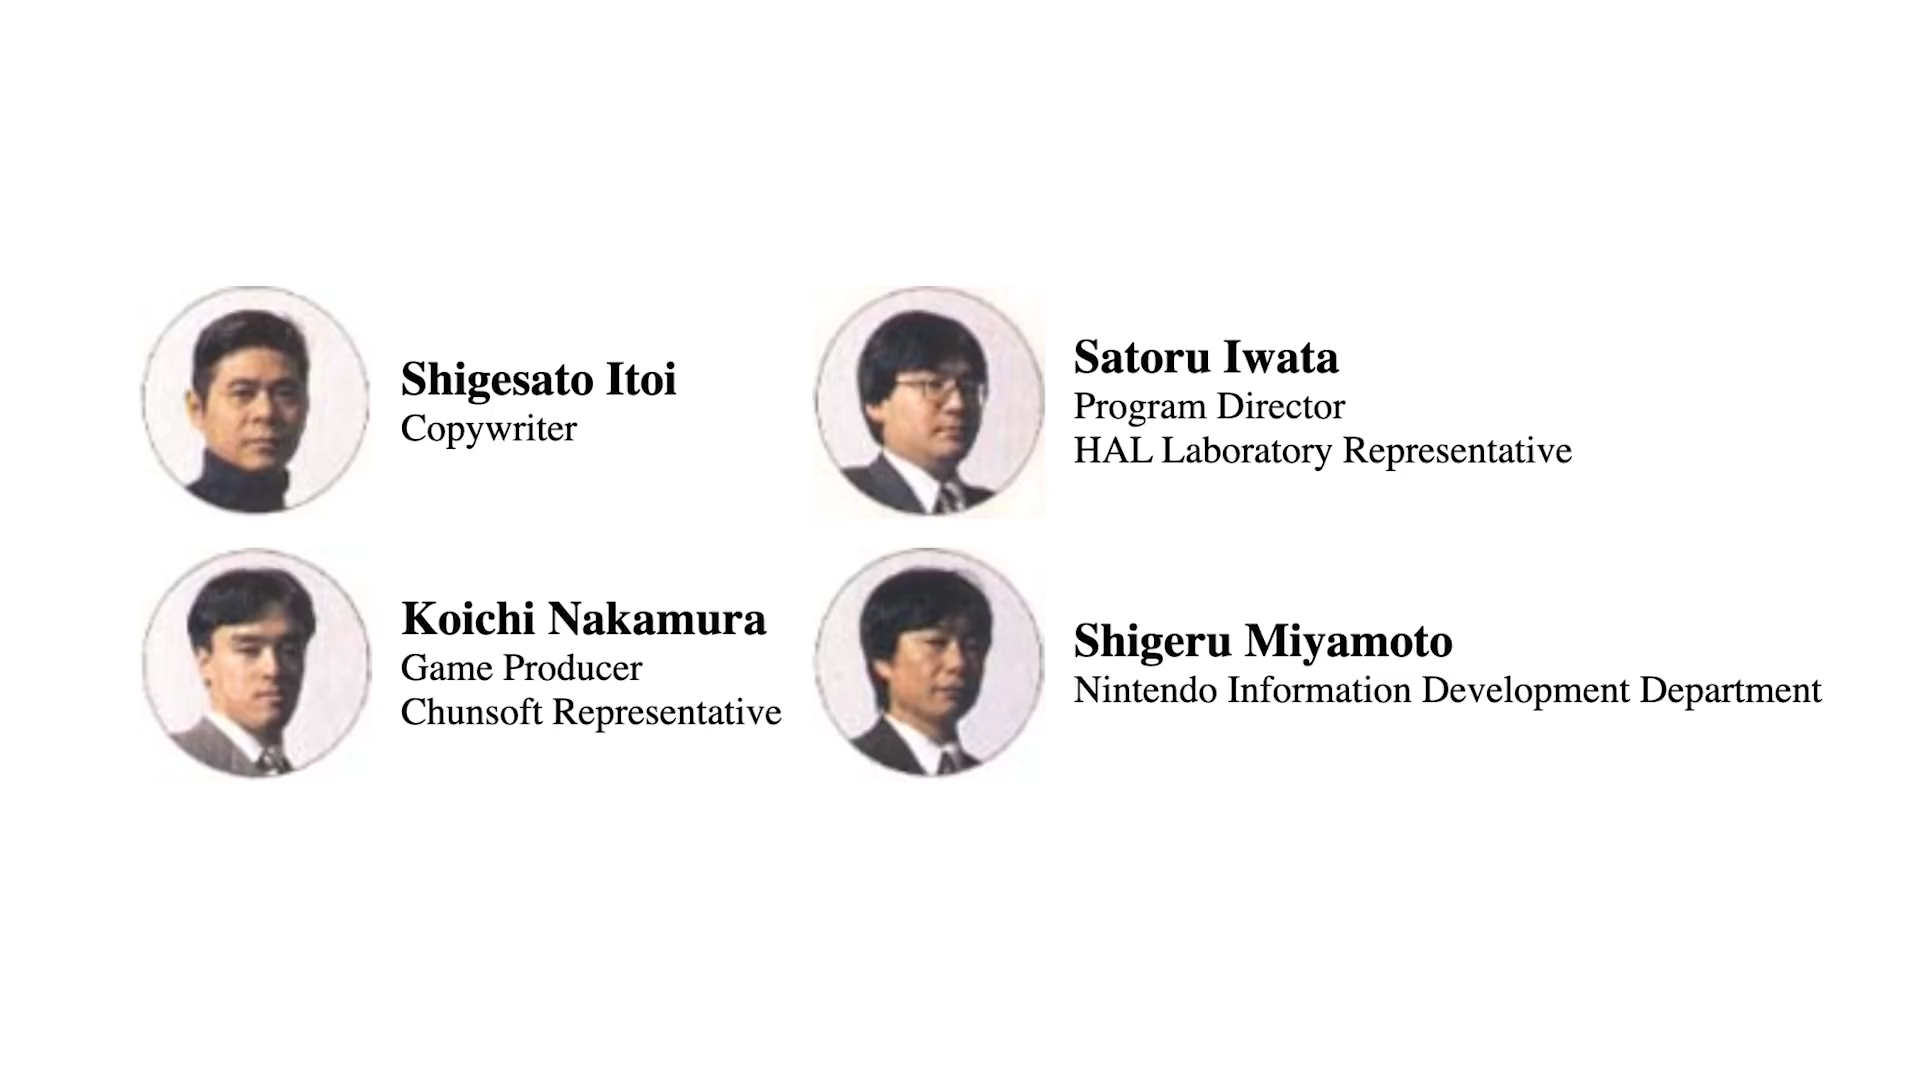 Shigesato Itoi
Copywriter
Satoru Iwata
Program Director
HAL Laboratory Representative
Koichi Nakamura
Game Producer
Chunsoft Representative
Shigeru Miyamoto
Nintendo Information Development Department